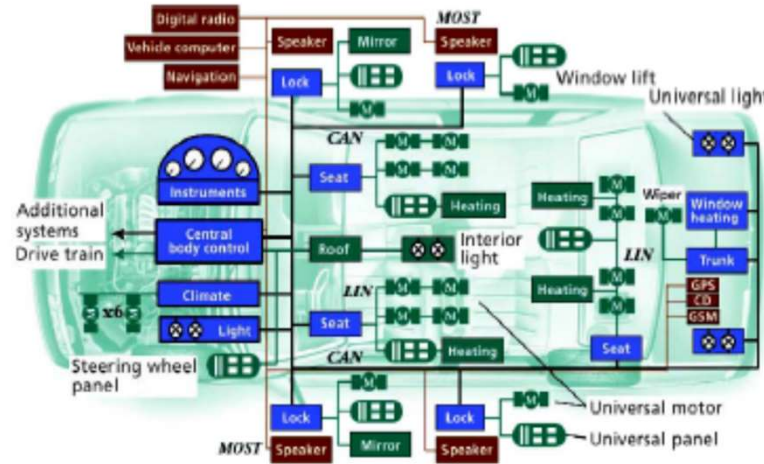 Digital radio
MOST
Speaker
Mirror
Speaker
Vehicle computer
Navigation
Lock
M
Lock
M
Window lift
Universal light
CAN
M
M
Instruments
Seat
M
M
Heating
Heating
M
M
Wiper
M
Window
heating
Additional
systems
Drive train
Central
body control
Roof
Interior
light
LIN
Trunk
Climate
LIN
M
M
Heating
M
M
GPS
CD
GSM
x6
Light
Seat
M
M
Seat
Steering wheel
panel
CAN
Heating
Lock
M
Lock
M
Universal motor
MOST
Speaker
Mirror
Speaker
Universal panel